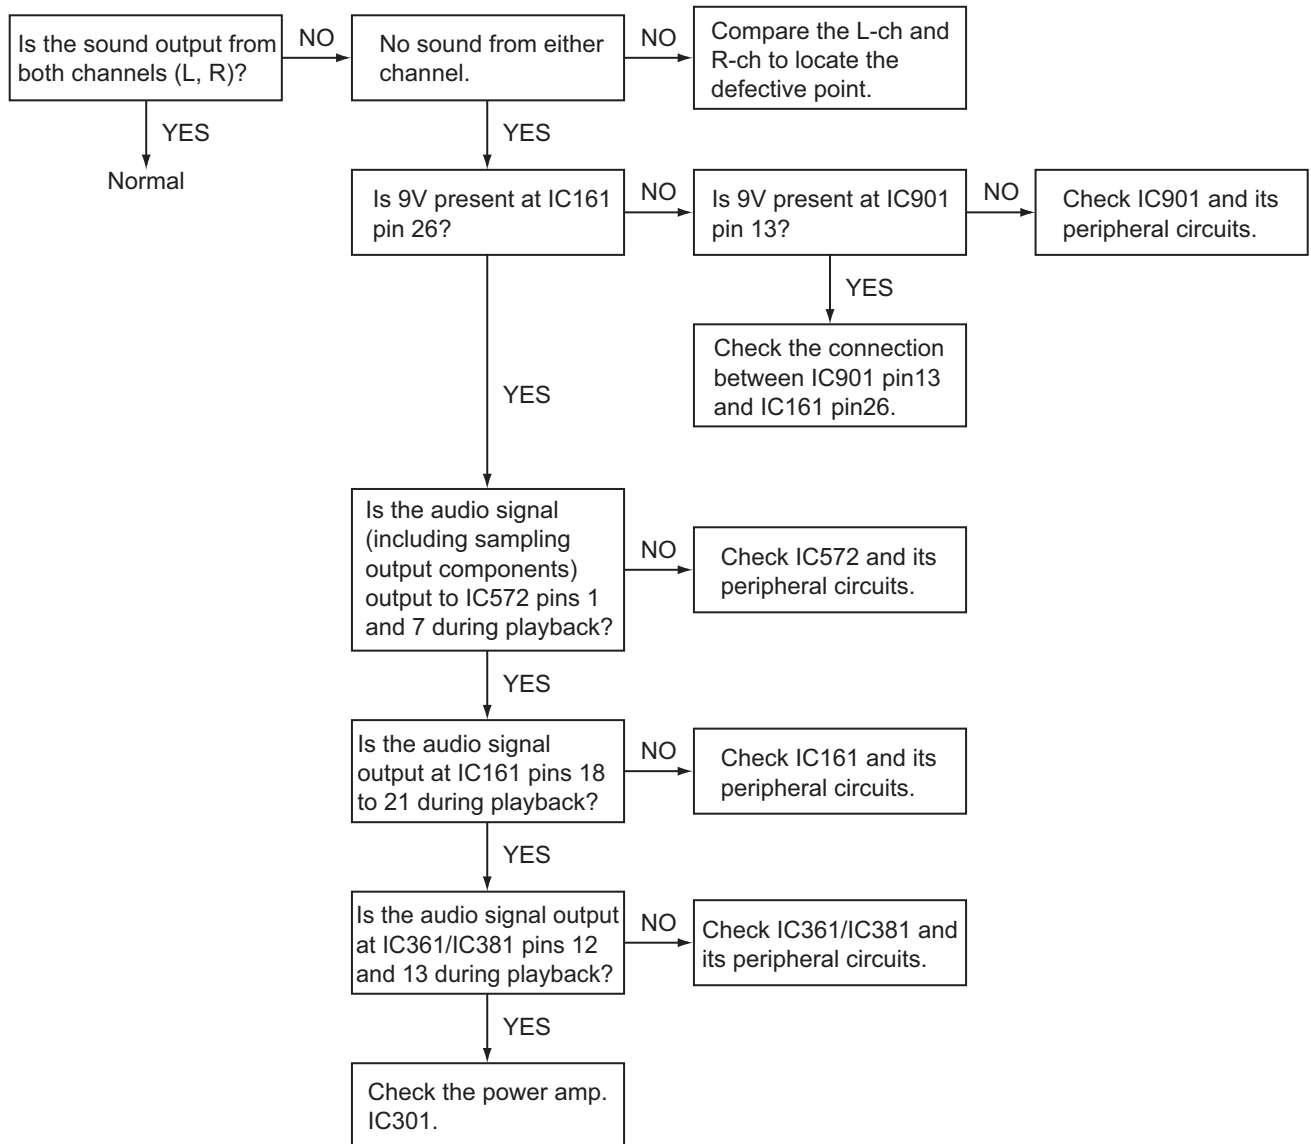 Is the sound output from
both channels (L, R)?
NO
No sound from either
channel.
NO
Compare the L-ch and
R-ch to locate the
defective point.
YES
Normal
YES
Is 9V present at IC161
pin 26?
NO
Is 9V present at IC901
pin 13?
NO
Check IC901 and its
peripheral circuits.
YES
Check the connection
between IC901 pin13
and IC161 pin26.
YES
Is the audio signal
(including sampling
output components)
output to IC572 pins 1
and 7 during playback?
NO
Check IC572 and its
peripheral circuits.
YES
Is the audio signal
output at IC161 pins 18
to 21 during playback?
NO
Check IC161 and its
peripheral circuits.
YES
Is the audio signal output
at IC361/IC381 pins 12
and 13 during playback?
NO
Check IC361/IC381 and
its peripheral circuits.
YES
Check the power amp.
IC301.